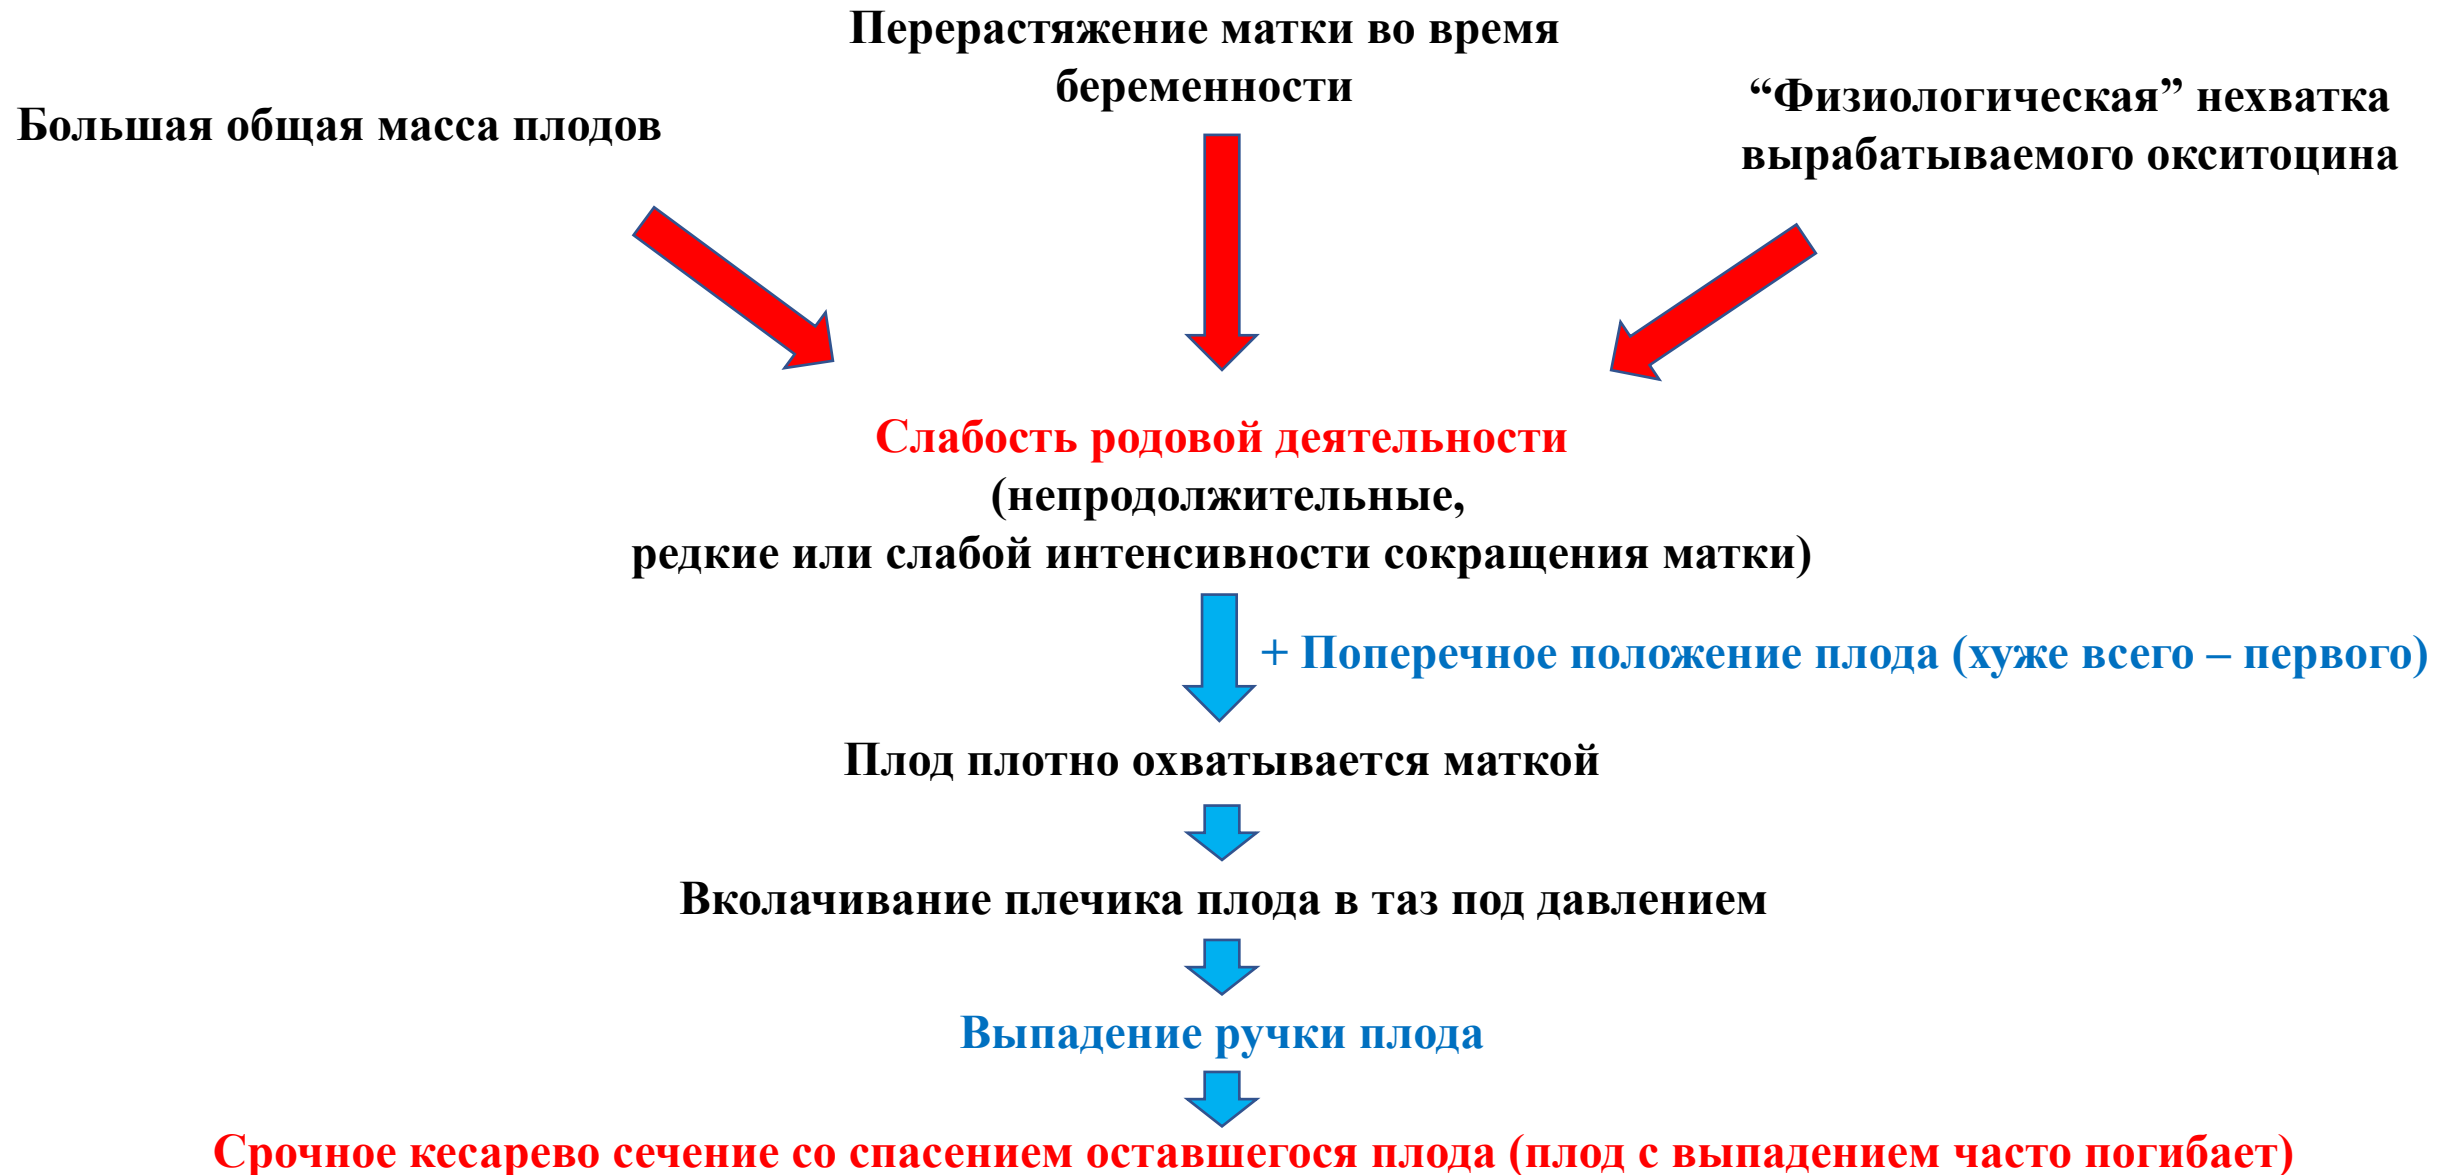 Перерастяжение матки во время
беременности
Большая общая масса плодов
“Физиологическая” нехватка
вырабатываемого окситоцина
Слабость родовой деятельности
(непродолжительные,
редкие или слабой интенсивности сокращения матки)
+ Поперечное положение плода (хуже всего – первого)
Плод плотно охватывается маткой
Вколачивание плечика плода в таз под давлением
Выпадение ручки плода
Срочное кесарево сечение со спасением оставшегося плода (плод с выпадением часто погибает)